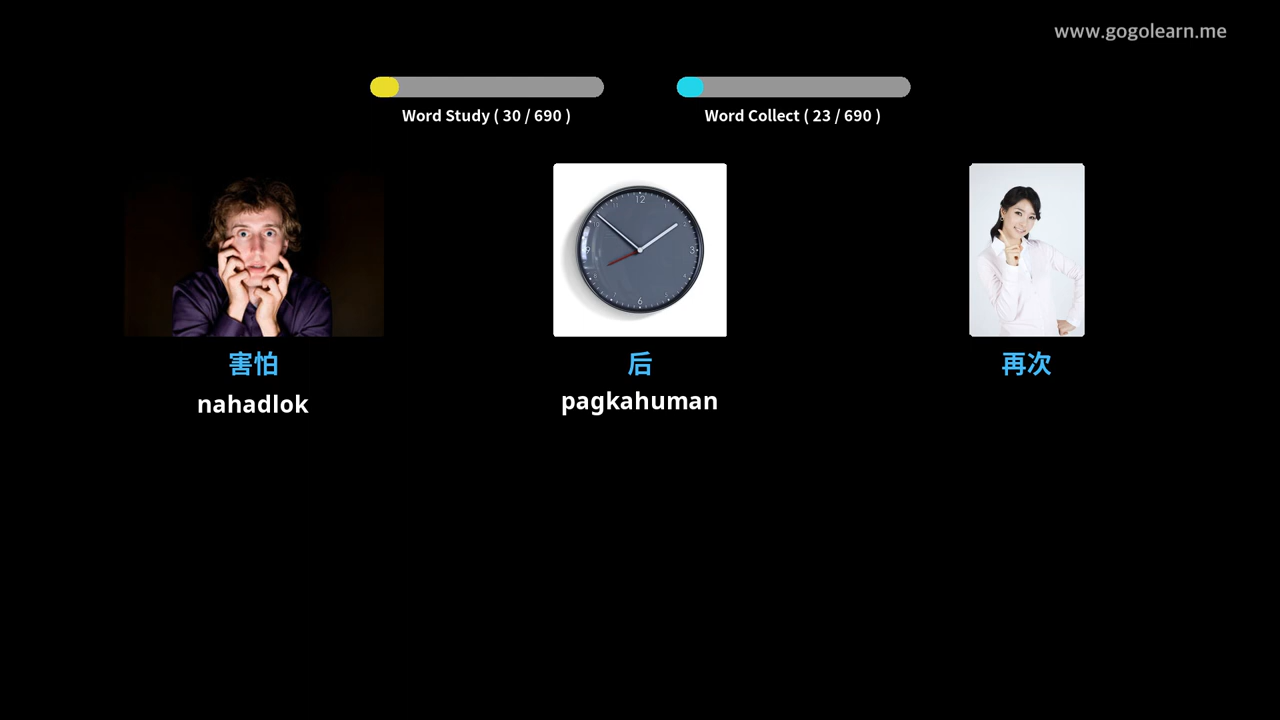 www.gogolearn.me
Word Study ( 30 / 690 )
Word Collect ( 23 / 690 )
害怕
后
再次
nahadlok
pagkahuman